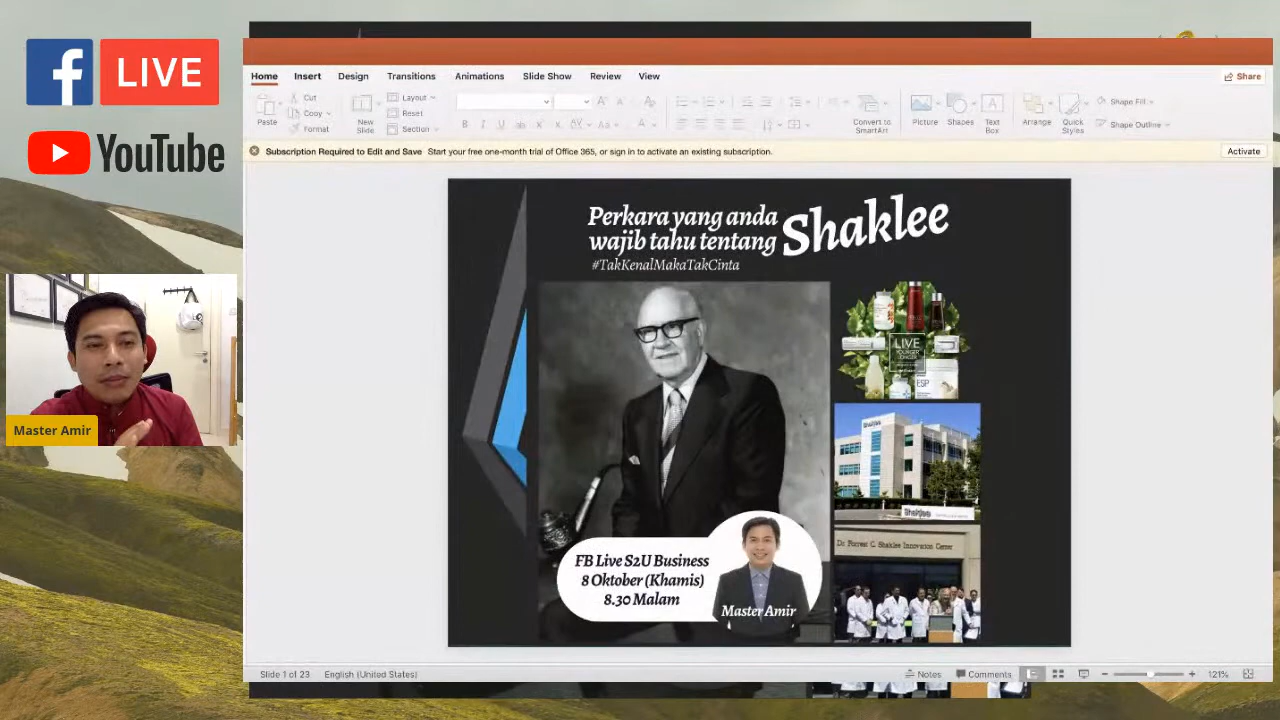 f LIVE
YouTube
Home Insert Design Transitions Animations Slide Show Review View
Share
Paste
Cut
Copy
Format
New
Slide
Layout
Reset
Section
Convert to
SmartArt
Picture
Shapes
Text
Box
Arrange
Quick
Styles
Shape Fill
Shape Outline
Subscription Required to Edit and Save Start your free one-month trial of Office 365, or sign in to activate an existing subscription.
Activate
Perkara yang anda
wajib tahu tentang
Shaklee
#TakKenalMakaTakCinta
LIVE
YOUNGER
LONGER
ESP
Shaklee
Shaklee
Dr. Forrest C. Shaklee Innovation Center
FB Live S2U Business
8 Oktober (Khamis)
8.30 Malam
Master Amir
Master Amir
Slide 1 of 23 English (United States)
Notes Comments
121%